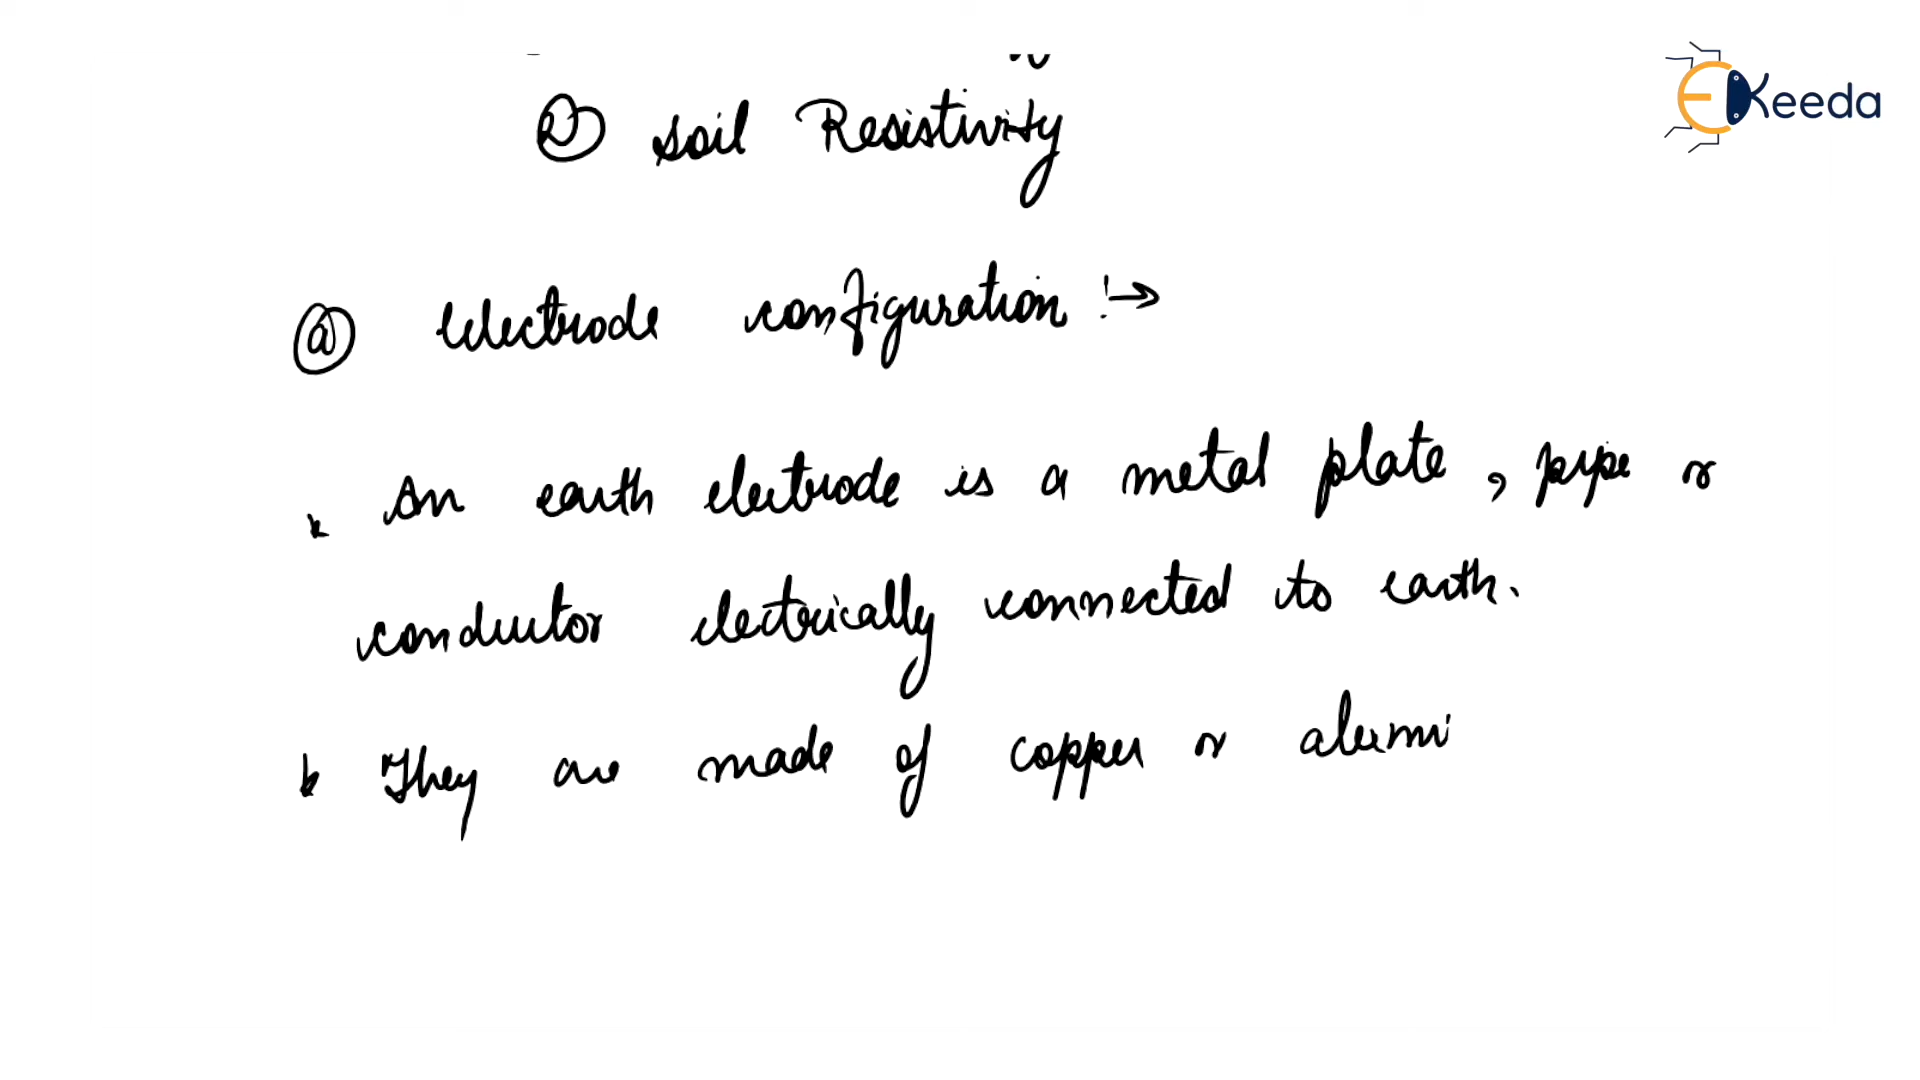 EKeeda
② Soil Resistivity
ⓐ Electrode configuration :→
* An earth electrode is a metal plate, pipe or
conductor electrically connected to earth.
* They are made of copper or alumi